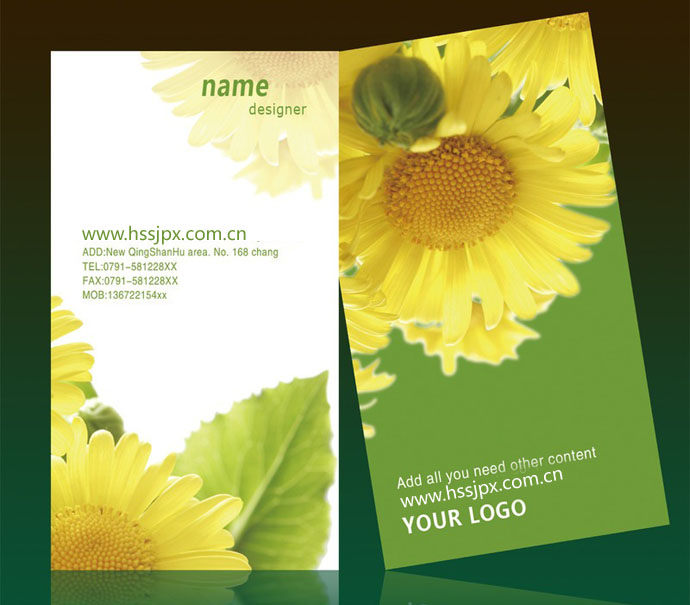 name
designer
www.hssjpx.com.cn
ADD:New QingShanHu area. No. 168 chang
TEL:0791-581228XX
FAX:0791-581228XX
MOB:136722154xx
Add all you need other content
www.hssjpx.com.cn
YOUR LOGO